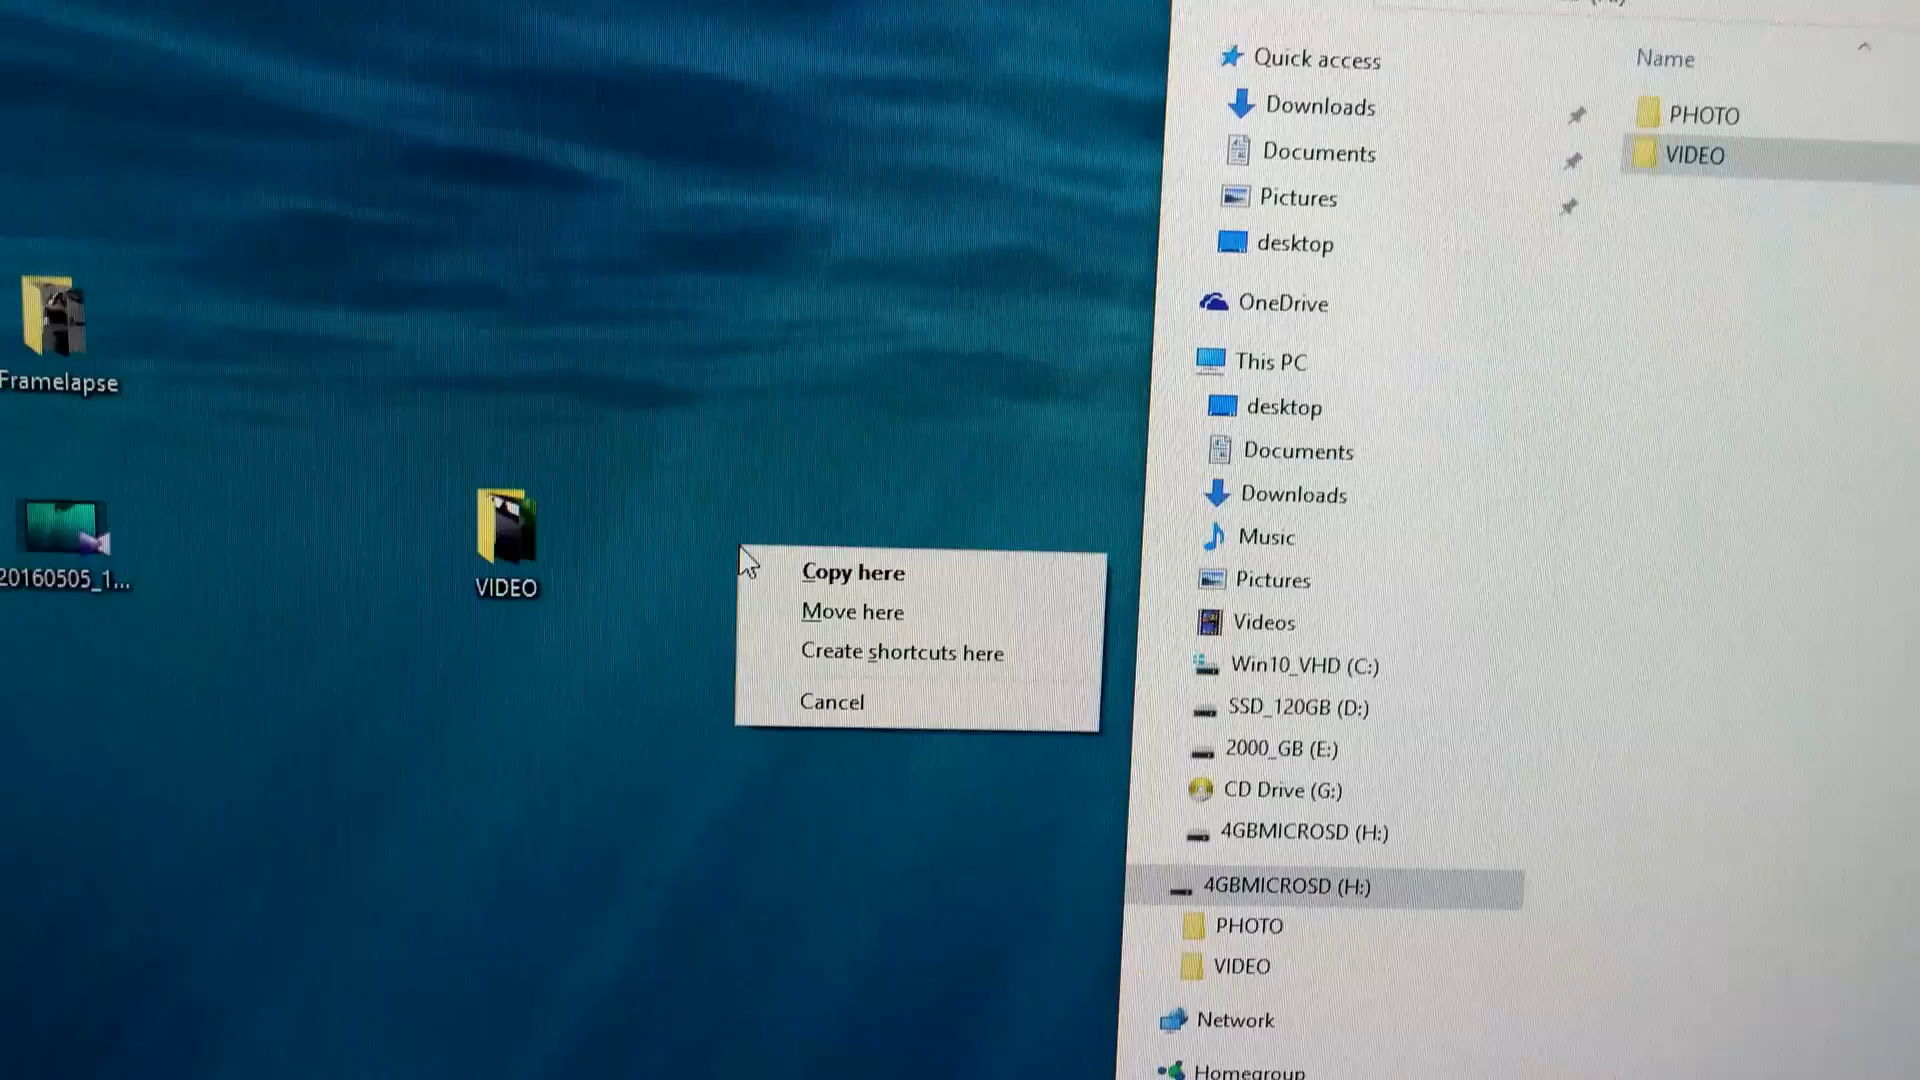 Framelapse
20160505_1...
VIDEO
Copy here
Move here
Create shortcuts here
Cancel
Quick access
Downloads
Documents
Pictures
desktop
OneDrive
This PC
desktop
Documents
Downloads
Music
Pictures
Videos
Win10_VHD (C:)
SSD_120GB (D:)
2000_GB (E:)
CD Drive (G:)
4GBMICROSD (H:)
4GBMICROSD (H:)
PHOTO
VIDEO
Network
Homegroup
Name
PHOTO
VIDEO